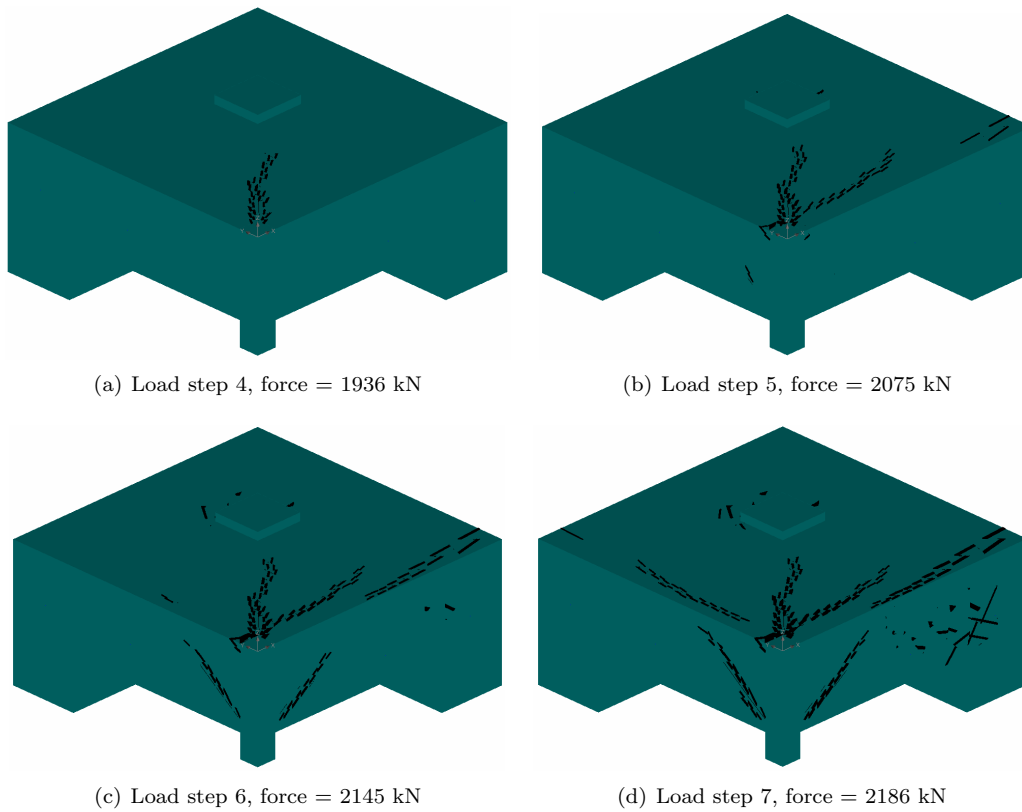 (a) Load step 4, force = 1936 kN
(b) Load step 5, force = 2075 kN
(c) Load step 6, force = 2145 kN
(d) Load step 7, force = 2186 kN